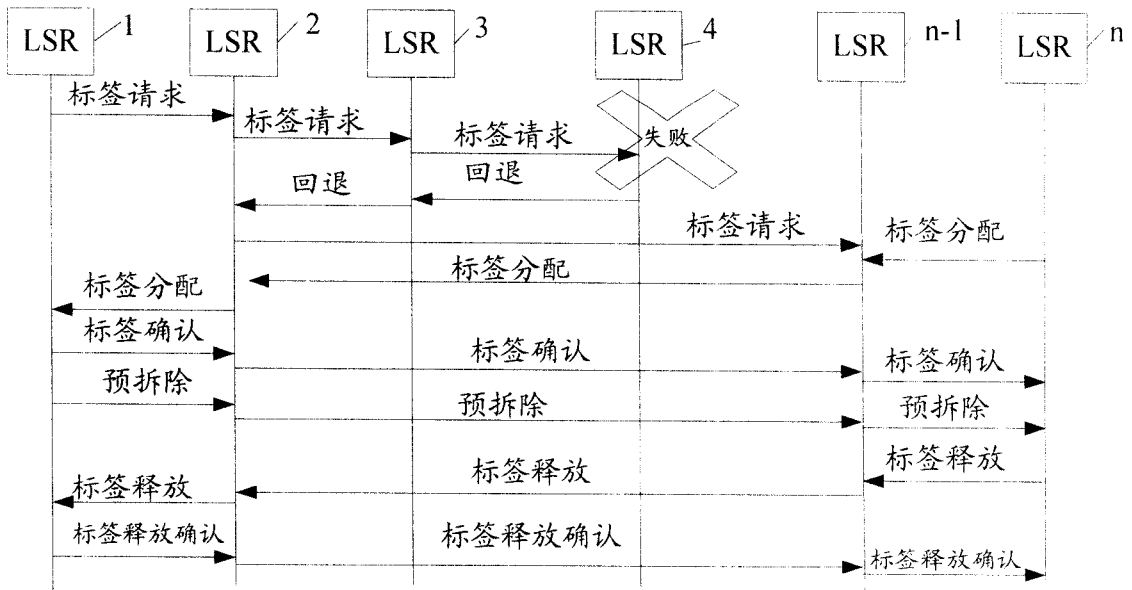 LSR 1 LSR 2 LSR 3 LSR 4 LSR n-1 LSR n
标签请求
标签请求
标签请求
失败
回退
回退
标签请求
标签分配
标签分配
标签分配
标签确认
标签确认
标签确认
预拆除
预拆除
预拆除
标签释放
标签释放
标签释放
标签释放确认
标签释放确认
标签释放确认